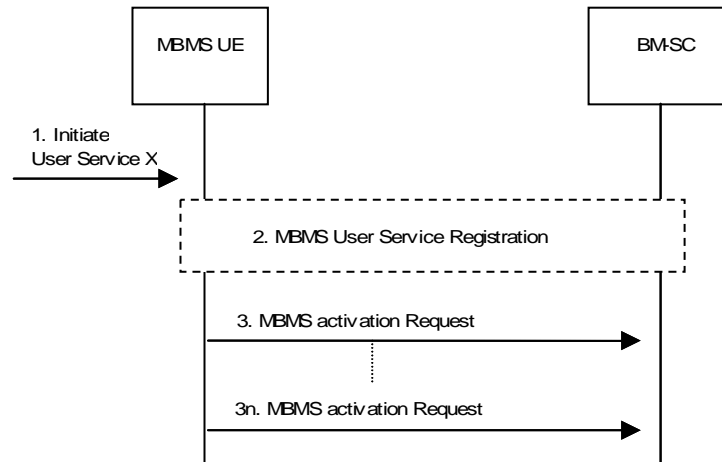 MBMS UE
BM-SC
1. Initiate
User Service X
2. MBMS User Service Registration
3. MBMS activation Request
3n. MBMS activation Request